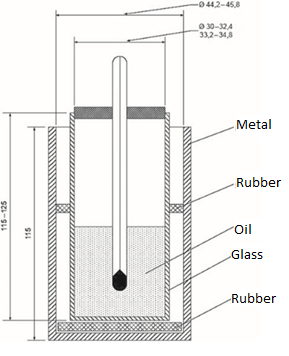 Ø 44,2–45,8
Ø 30–32,4
33,2–34,8
Metal
Rubber
Oil
Glass
Rubber
115–125
115